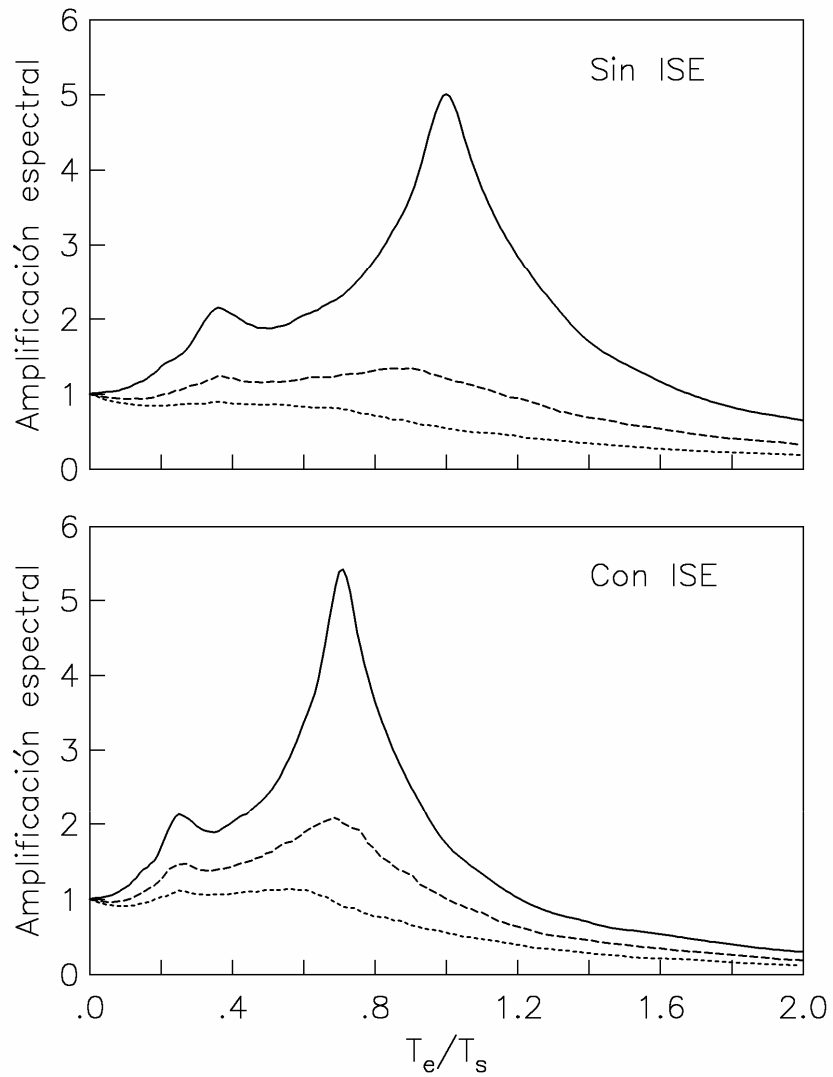 6
Sin ISE
5
4
3
2
1
0
Amplificación espectral
6
Con ISE
5
4
3
2
1
0
Amplificación espectral
.0 .4 .8 1.2 1.6 2.0
Te/Ts